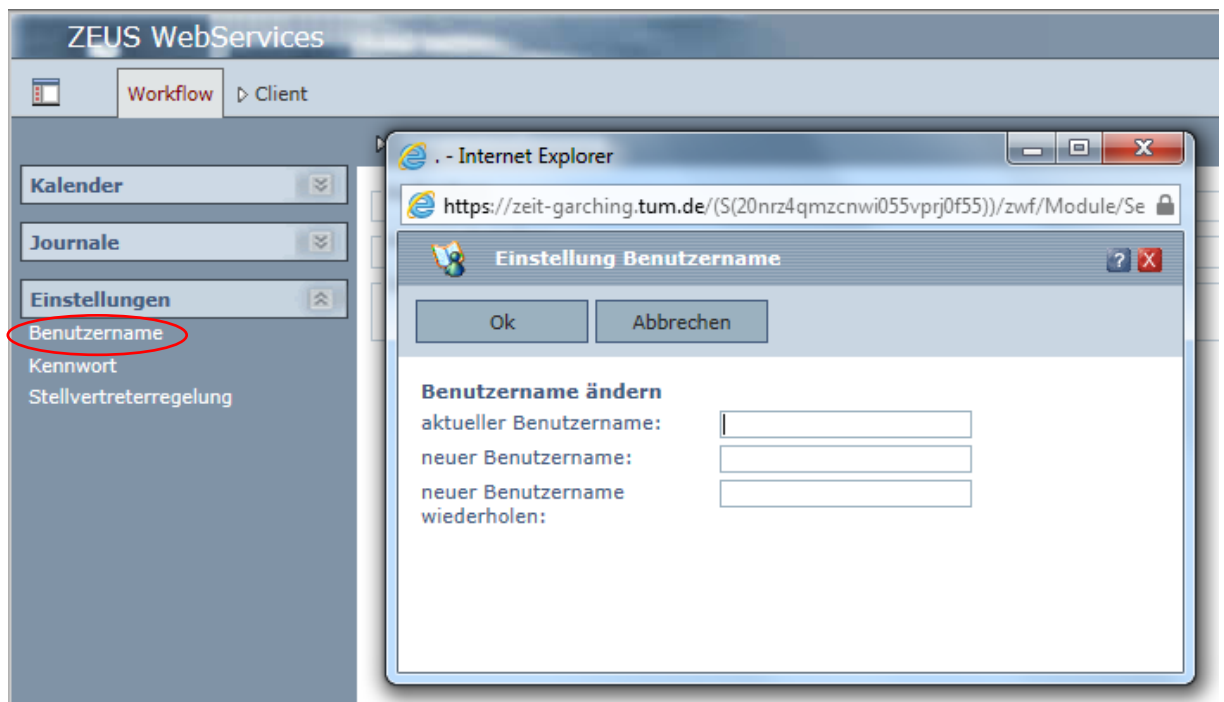 ZEUS WebServices
Workflow
Client
Kalender
Journale
Einstellungen
Benutzername
Kennwort
Stellvertreterregelung
. - Internet Explorer
https://zeit-garching.tum.de/(S(20nrz4qmzcnwi055vprj0f55))/zwf/Module/Se
Einstellung Benutzername
? X
Ok
Abbrechen
Benutzername ändern
aktueller Benutzername:
neuer Benutzername:
neuer Benutzername
wiederholen: